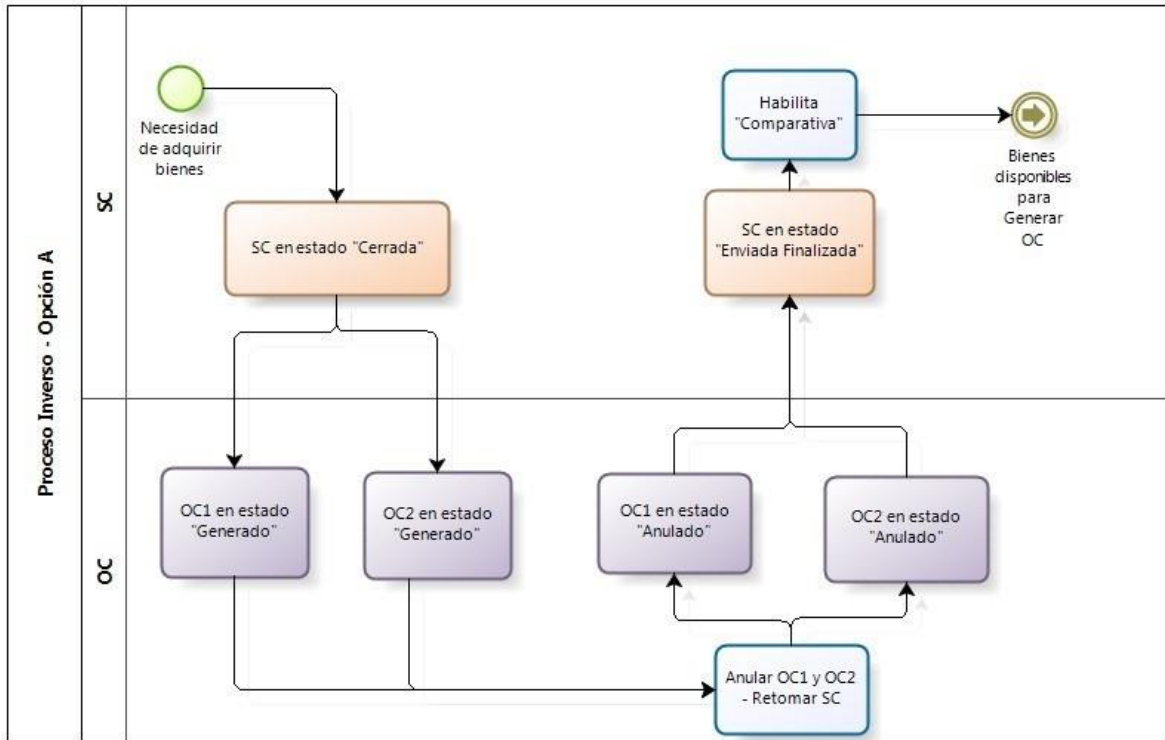 Proceso Inverso - Opción A
SC
Necesidad
de adquirir
bienes
SC en estado "Cerrada"
Habilita
"Comparativa"
Bienes
disponibles
para
Generar
OC
SC en estado
"Enviada Finalizada"
OC
OC1 en estado
"Generado"
OC2 en estado
"Generado"
OC1 en estado
"Anulado"
OC2 en estado
"Anulado"
Anular OC1 y OC2
- Retomar SC